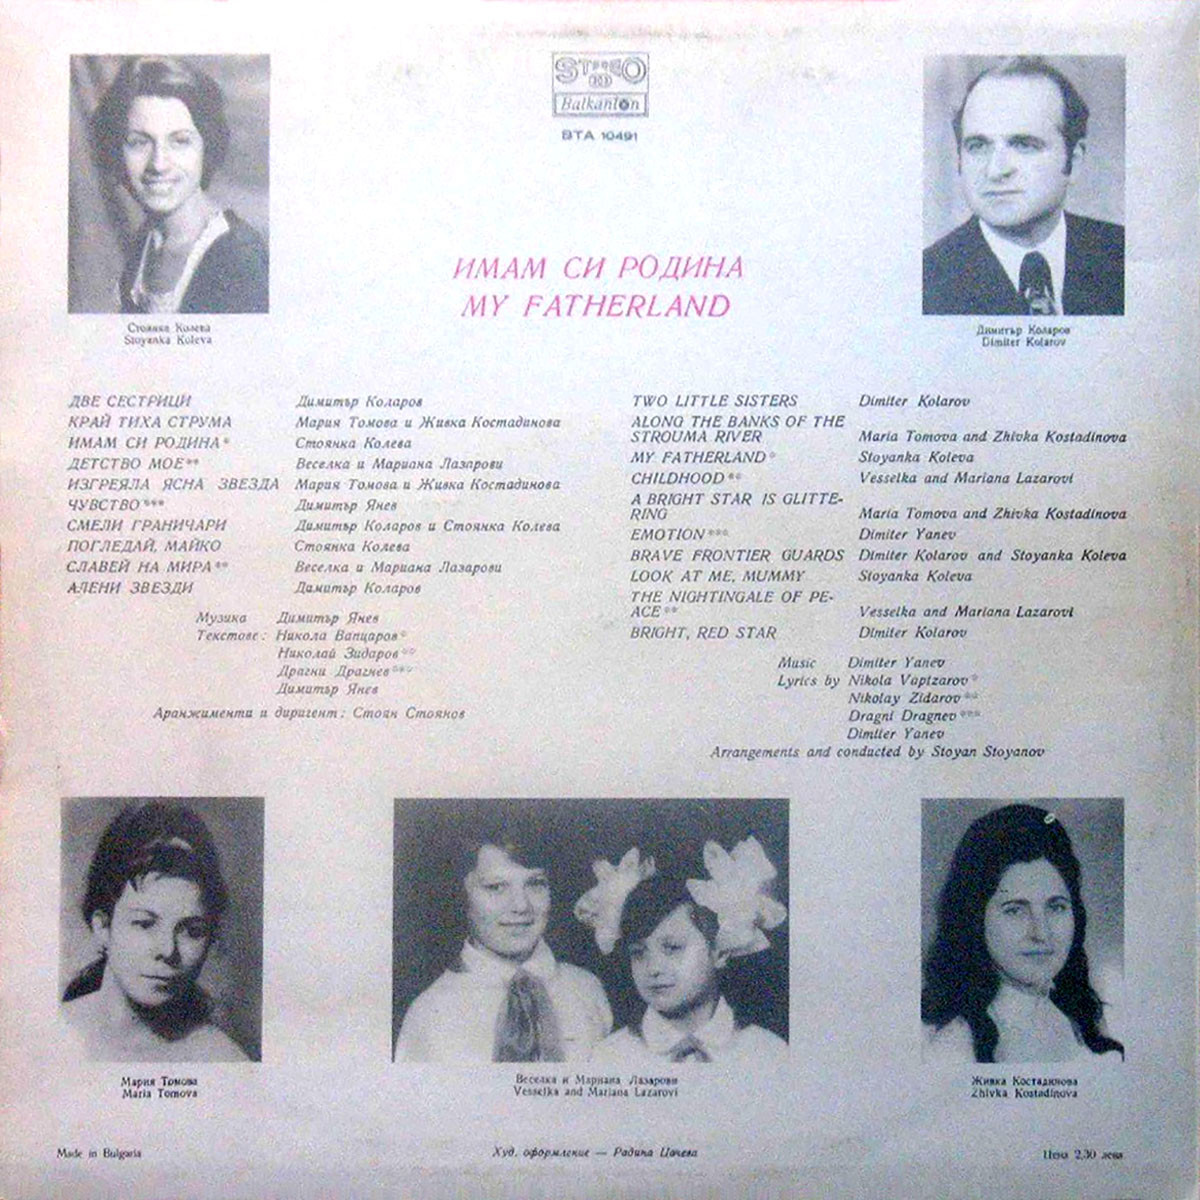 STEREO
Balkanton
ВТА 10491
ИМАМ СИ РОДИНА
MY FATHERLAND
Стоянка Колева
Stoyanka Koleva
Димитър Коларов
Dimiter Kolarov
ДВЕ СЕСТРИЦИ Димитър Коларов
КРАЙ ТИХА СТРУМА Мария Томова и Живка Костадинова
ИМАМ СИ РОДИНА* Стоянка Колева
ДЕТСТВО МОЕ** Веселка и Мариана Лазарови
ИЗГРЕЯЛА ЯСНА ЗВЕЗДА Мария Томова и Живка Костадинова
ЧУВСТВО*** Димитър Янев
СМЕЛИ ГРАНИЧАРИ Димитър Коларов и Стоянка Колева
ПОГЛЕДАЙ, МАЙКО Стоянка Колева
СЛАВЕЙ НА МИРА** Веселка и Мариана Лазарови
АЛЕНИ ЗВЕЗДИ Димитър Коларов
Музика Димитър Янев
Текстове: Никола Вапцаров*
Николай Зидаров**
Драгни Драгнев***
Димитър Янев
Аранжименти и диригент: Стоян Стоянов
TWO LITTLE SISTERS Dimiter Kolarov
ALONG THE BANKS OF THE
STROUMA RIVER Maria Tomova and Zhivka Kostadinova
MY FATHERLAND* Stoyanka Koleva
CHILDHOOD** Vesselka and Mariana Lazarovi
A BRIGHT STAR IS GLITTE-
RING Maria Tomova and Zhivka Kostadinova
EMOTION*** Dimiter Yanev
BRAVE FRONTIER GUARDS Dimiter Kolarov and Stoyanka Koleva
LOOK AT ME, MUMMY Stoyanka Koleva
THE NIGHTINGALE OF PE-
ACE** Vesselka and Mariana Lazarovi
BRIGHT, RED STAR Dimiter Kolarov
Music Dimiter Yanev
Lyrics by Nikola Vaptzarov*
Nikolay Zidarov**
Dragni Dragnev***
Dimiter Yanev
Arrangements and conducted by Stoyan Stoyanov
Мария Томова
Maria Tomova
Веселка и Мариана Лазарови
Vesselka and Mariana Lazarovi
Живка Костадинова
Zhivka Kostadinova
Made in Bulgaria
Худ. оформление — Радина Цачева
Цена 2,30 лева